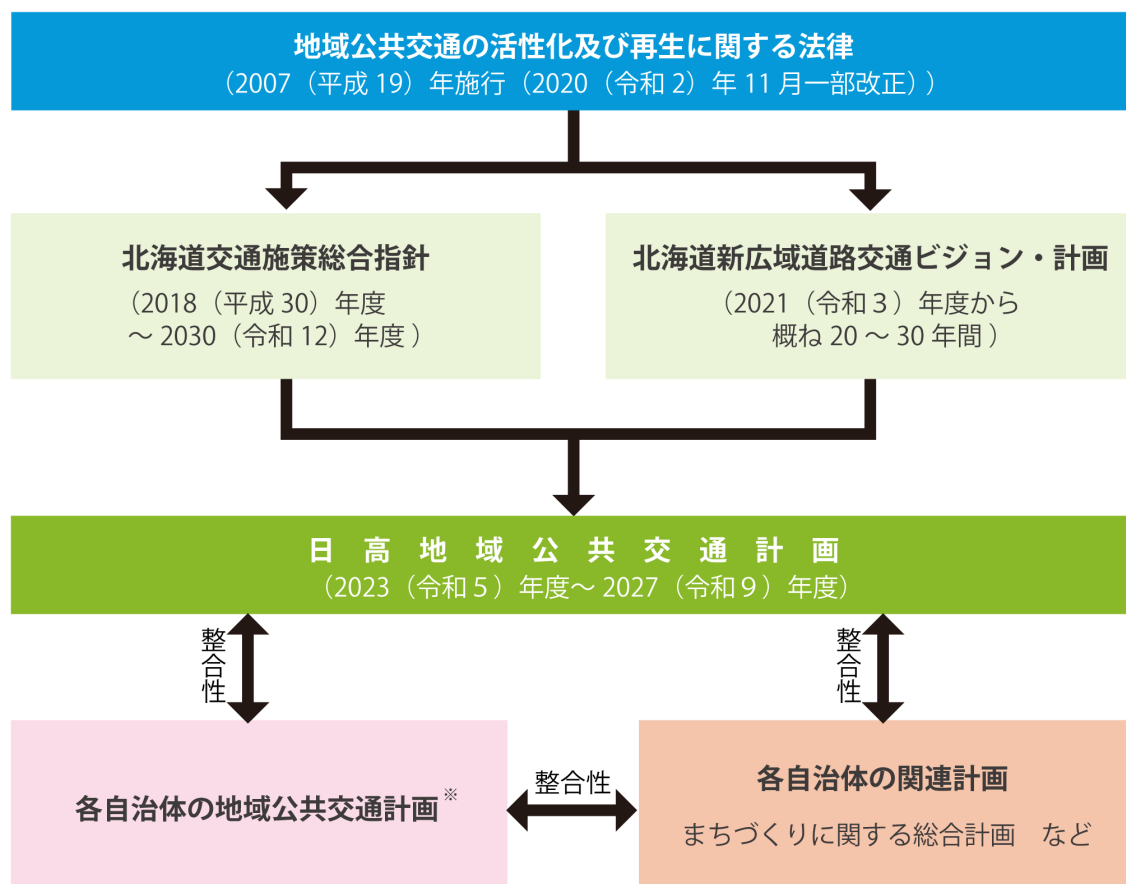 地域公共交通の活性化及び再生に関する法律
（2007（平成 19）年施行（2020（令和 2）年 11 月一部改正））
北海道交通施策総合指針
（2018（平成 30）年度
～ 2030（令和 12）年度 ）
北海道新広域道路交通ビジョン・計画
（2021（令和３）年度から
概ね 20 ～ 30 年間 ）
日 高 地 域 公 共 交 通 計 画
（2023（令和５）年度～ 2027（令和９）年度）
整合性
整合性
各自治体の地域公共交通計画※
整合性
各自治体の関連計画
まちづくりに関する総合計画　など